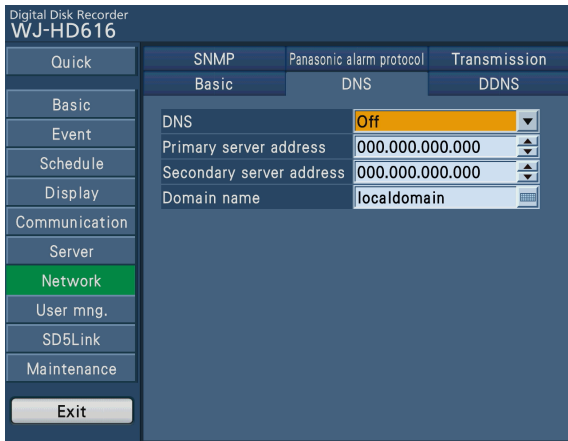 Digital Disk Recorder
WJ-HD616
Quick
Basic
Event
Schedule
Display
Communication
Server
Network
User mng.
SD5Link
Maintenance
Exit
SNMP Panasonic alarm protocol Transmission
Basic DNS DDNS
DNS Off
Primary server address 000.000.000.000
Secondary server address 000.000.000.000
Domain name localdomain